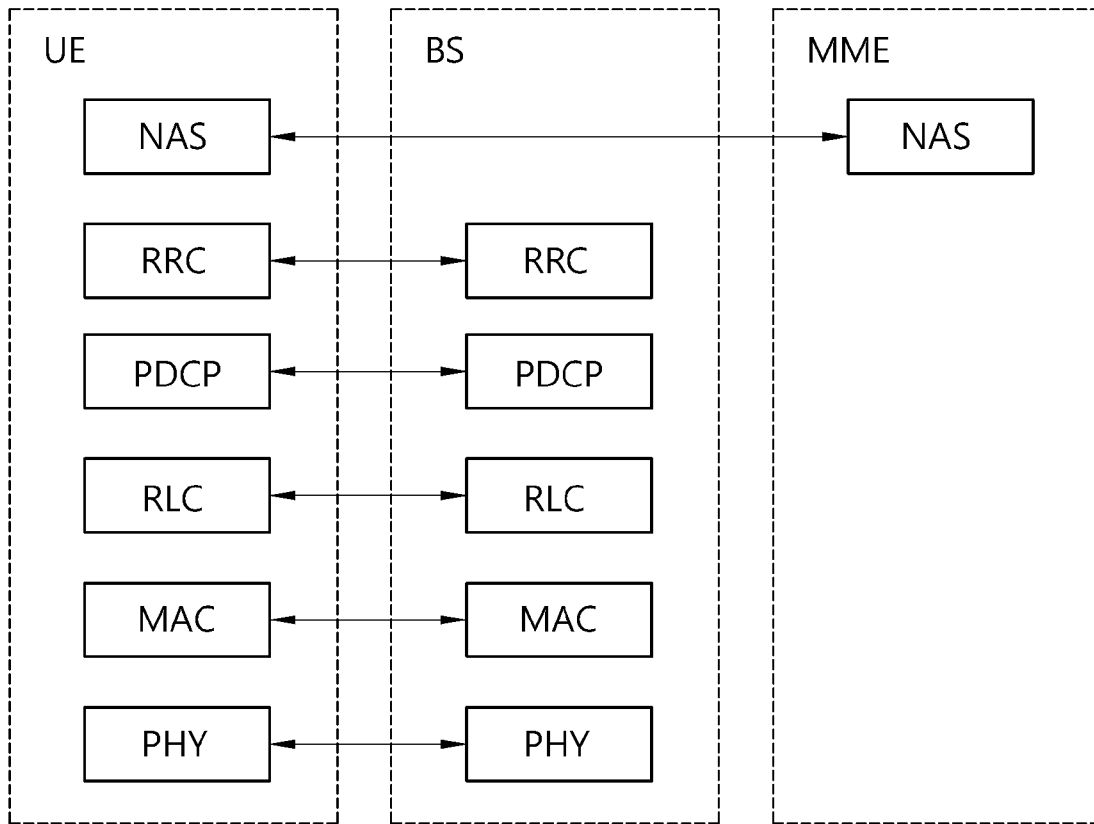 UE BS MME
NAS NAS
RRC RRC
PDCP PDCP
RLC RLC
MAC MAC
PHY PHY